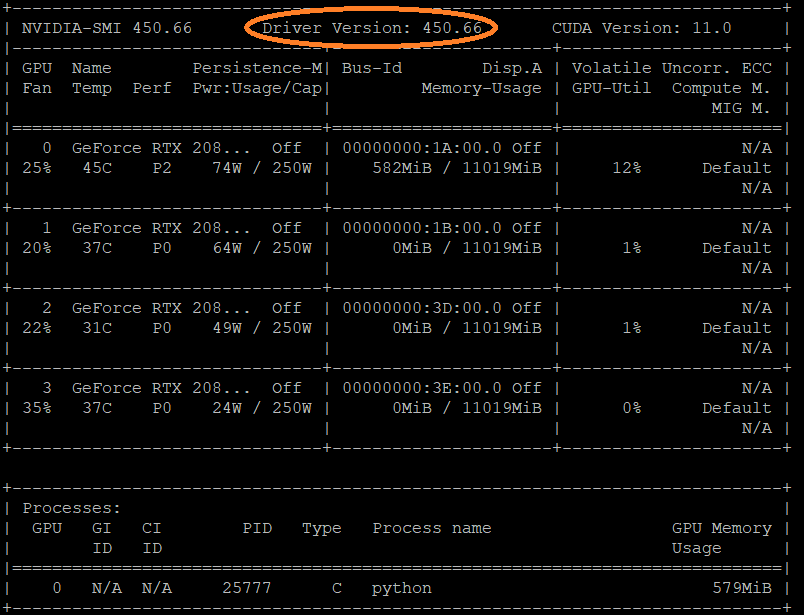 +-----------------------------------------------------------------------------+
| NVIDIA-SMI 450.66       Driver Version: 450.66       CUDA Version: 11.0     |
|-------------------------------+----------------------+----------------------+
| GPU  Name        Persistence-M| Bus-Id        Disp.A | Volatile Uncorr. ECC |
| Fan  Temp  Perf  Pwr:Usage/Cap|         Memory-Usage | GPU-Util  Compute M. |
|                               |                      |               MIG M. |
|===============================+======================+======================|
|   0  GeForce RTX 208...  Off  | 00000000:1A:00.0 Off |                  N/A |
| 25%   45C    P2    74W / 250W |    582MiB / 11019MiB |     12%      Default |
|                               |                      |                  N/A |
+-------------------------------+----------------------+----------------------+
|   1  GeForce RTX 208...  Off  | 00000000:1B:00.0 Off |                  N/A |
| 20%   37C    P0    64W / 250W |      0MiB / 11019MiB |      1%      Default |
|                               |                      |                  N/A |
+-------------------------------+----------------------+----------------------+
|   2  GeForce RTX 208...  Off  | 00000000:3D:00.0 Off |                  N/A |
| 22%   31C    P0    49W / 250W |      0MiB / 11019MiB |      1%      Default |
|                               |                      |                  N/A |
+-------------------------------+----------------------+----------------------+
|   3  GeForce RTX 208...  Off  | 00000000:3E:00.0 Off |                  N/A |
| 35%   37C    P0    24W / 250W |      0MiB / 11019MiB |      0%      Default |
|                               |                      |                  N/A |
+-------------------------------+----------------------+----------------------+

+-----------------------------------------------------------------------------+
| Processes:                                                                  |
|  GPU   GI   CI        PID   Type   Process name                  GPU Memory |
|        ID   ID                                                   Usage      |
|=============================================================================|
|    0   N/A  N/A     25777      C   python                            579MiB |
+-----------------------------------------------------------------------------+